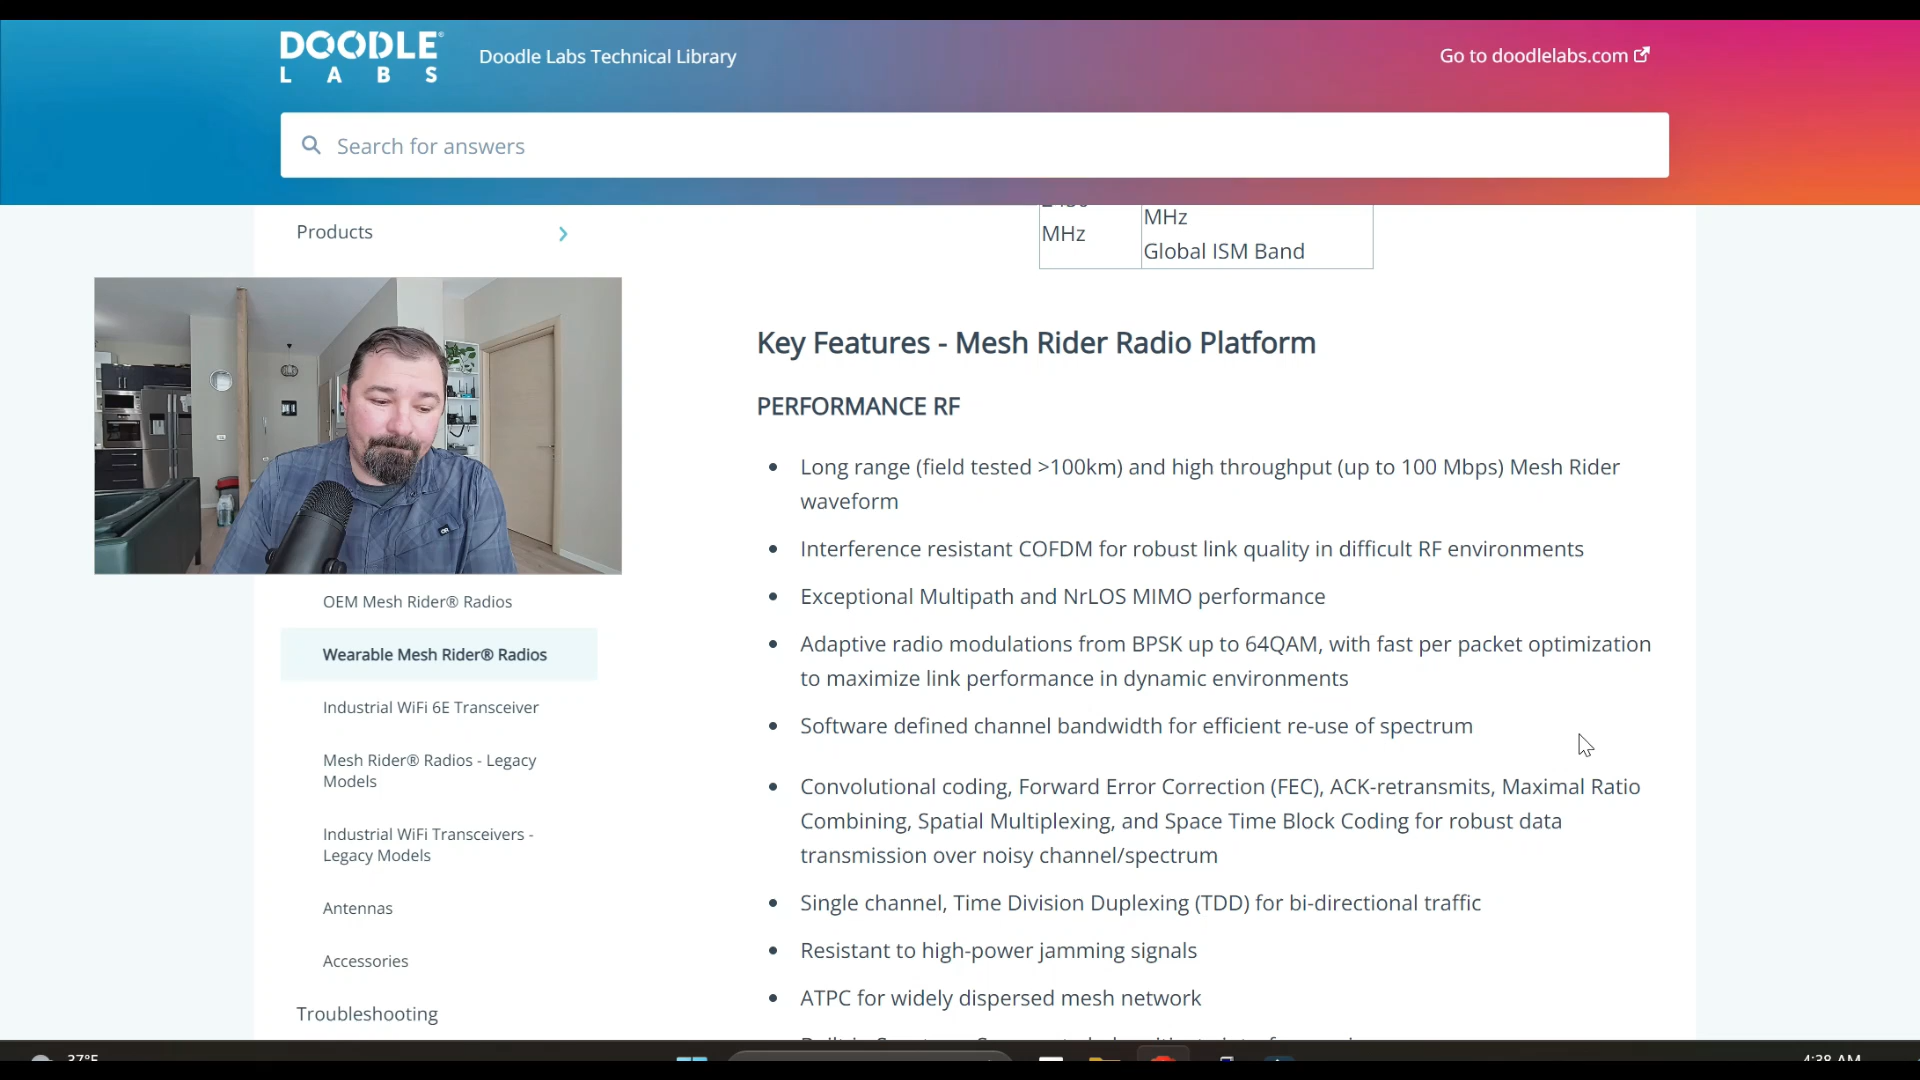 DOODLE®
LABS
Doodle Labs Technical Library
Go to doodlelabs.com
Search for answers
Products
MHz
MHz
Global ISM Band
Key Features - Mesh Rider Radio Platform
PERFORMANCE RF
Long range (field tested >100km) and high throughput (up to 100 Mbps) Mesh Rider
waveform
Interference resistant COFDM for robust link quality in difficult RF environments
Exceptional Multipath and NrLOS MIMO performance
Adaptive radio modulations from BPSK up to 64QAM, with fast per packet optimization
to maximize link performance in dynamic environments
Software defined channel bandwidth for efficient re-use of spectrum
Convolutional coding, Forward Error Correction (FEC), ACK-retransmits, Maximal Ratio
Combining, Spatial Multiplexing, and Space Time Block Coding for robust data
transmission over noisy channel/spectrum
Single channel, Time Division Duplexing (TDD) for bi-directional traffic
Resistant to high-power jamming signals
ATPC for widely dispersed mesh network
OEM Mesh Rider® Radios
Wearable Mesh Rider® Radios
Industrial WiFi 6E Transceiver
Mesh Rider® Radios - Legacy
Models
Industrial WiFi Transceivers -
Legacy Models
Antennas
Accessories
Troubleshooting
37°F
4:38 AM